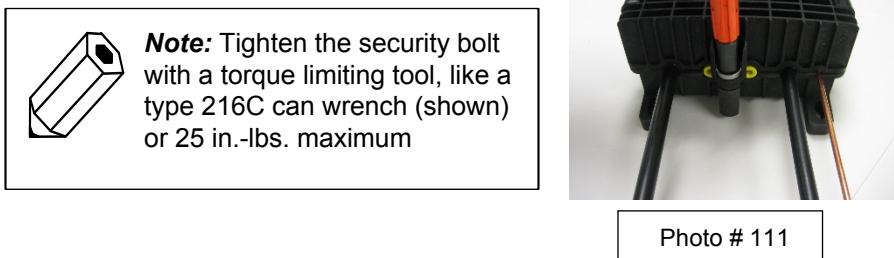 Note: Tighten the security bolt
with a torque limiting tool, like a
type 216C can wrench (shown)
or 25 in.-lbs. maximum
Photo # 111